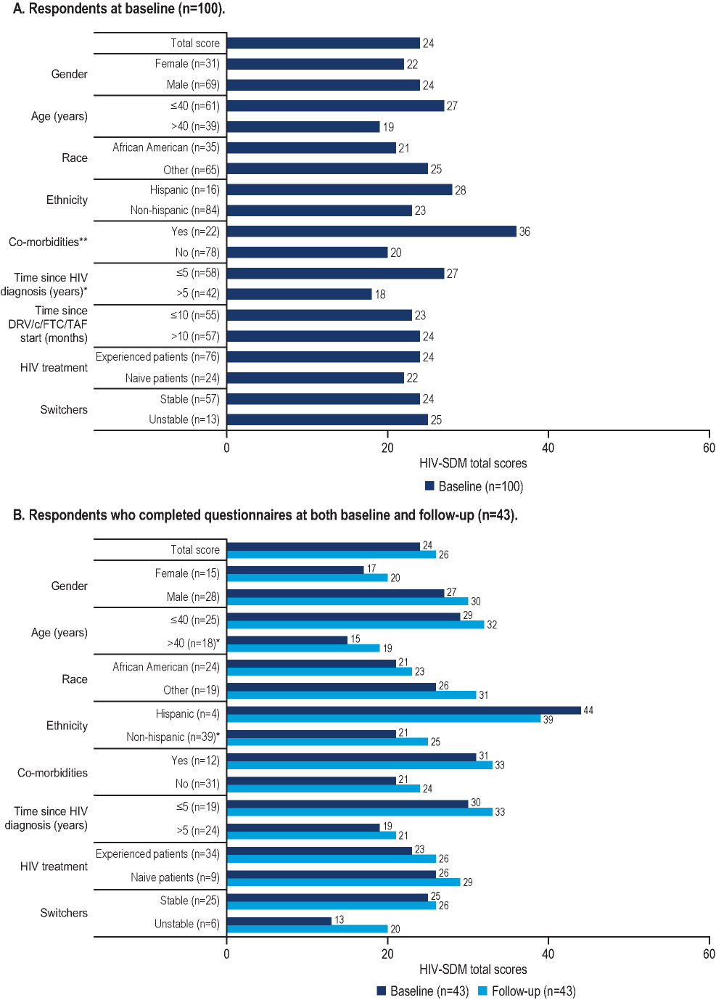 A. Respondents at baseline (n=100).
Total score 24
Gender
Female (n=31) 22
Male (n=69) 24
Age (years)
≤40 (n=61) 27
>40 (n=39) 19
Race
African American (n=35) 21
Other (n=65) 25
Ethnicity
Hispanic (n=16) 28
Non-hispanic (n=84) 23
Co-morbidities**
Yes (n=22) 36
No (n=78) 20
Time since HIV
diagnosis (years)*
≤5 (n=58) 27
>5 (n=42) 18
Time since
DRV/c/FTC/TAF
start (months)
≤10 (n=55) 23
>10 (n=57) 24
HIV treatment
Experienced patients (n=76) 24
Naive patients (n=24) 22
Switchers
Stable (n=57) 24
Unstable (n=13) 25
0 20 40 60
HIV-SDM total scores
Baseline (n=100)
B. Respondents who completed questionnaires at both baseline and follow-up (n=43).
Total score 24 26
Gender
Female (n=15) 17 20
Male (n=28) 27 30
Age (years)
≤40 (n=25) 29 32
>40 (n=18)* 15 19
Race
African American (n=24) 21 23
Other (n=19) 26 31
Ethnicity
Hispanic (n=4) 44 39
Non-hispanic (n=39)* 21 25
Co-morbidities
Yes (n=12) 31 33
No (n=31) 21 24
Time since HIV
diagnosis (years)
≤5 (n=19) 30 33
>5 (n=24) 19 21
HIV treatment
Experienced patients (n=34) 23 26
Naive patients (n=9) 26 29
Switchers
Stable (n=25) 25 26
Unstable (n=6) 13 20
0 20 40 60
HIV-SDM total scores
Baseline (n=43) Follow-up (n=43)